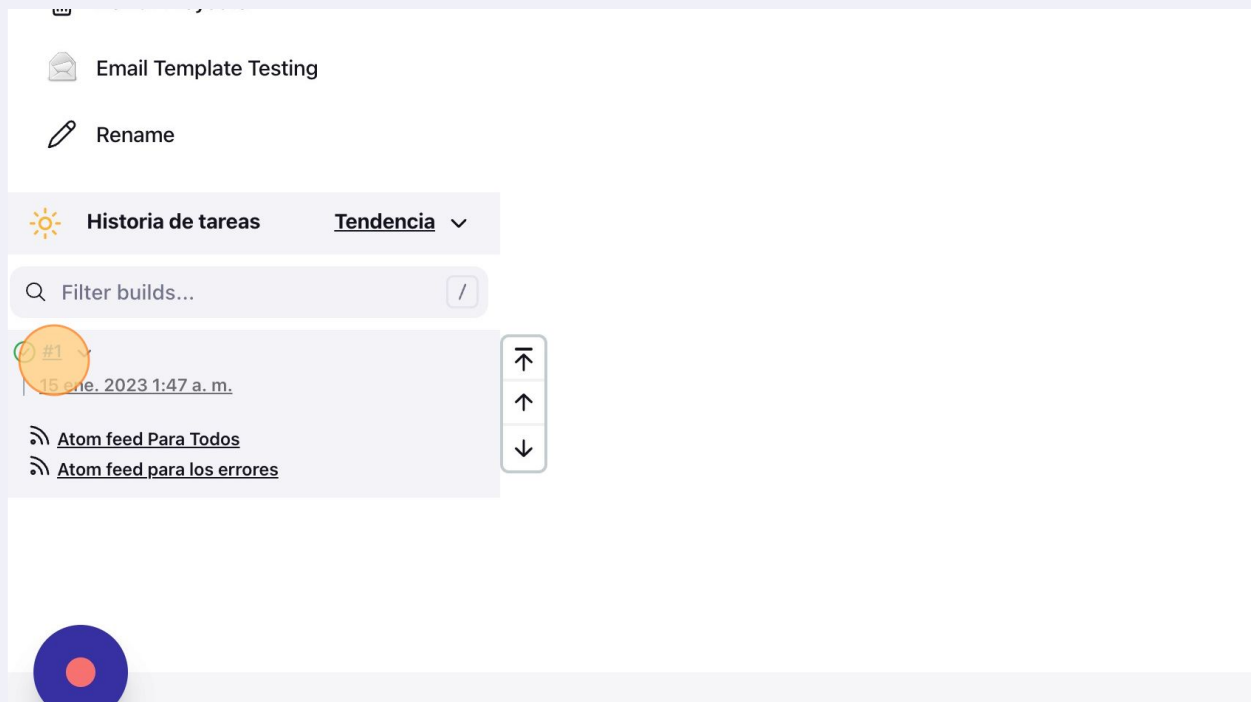 Email Template Testing
Rename
Historia de tareas Tendencia
Filter builds... /
#1
15 ene. 2023 1:47 a. m.
Atom feed Para Todos
Atom feed para los errores